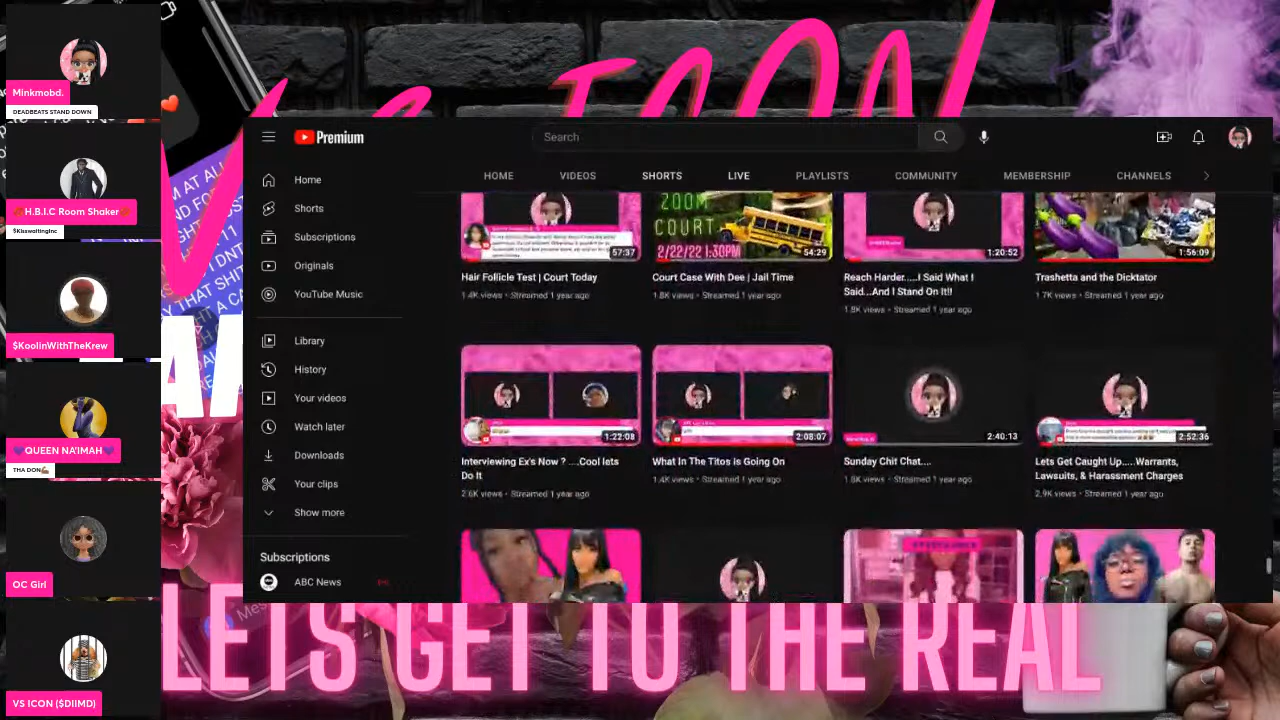 Minkmobd.
DEADBEATS STAND DOWN
H.B.I.C Room Shaker
$KisswaitingInc
$KoolinWithTheKrew
QUEEN NA'IMAH
THA DON
OC Girl
VS ICON ($DIIMD)
ICON
Premium
Search
HOME
VIDEOS
SHORTS
LIVE
PLAYLISTS
COMMUNITY
MEMBERSHIP
CHANNELS
Home
Shorts
Subscriptions
Originals
YouTube Music
Library
History
Your videos
Watch later
Downloads
Your clips
Show more
Subscriptions
ABC News
57:37
Hair Follicle Test | Court Today
1.4K views • Streamed 1 year ago
ZOOM
COURT
2/22/22 1:30PM
54:29
Court Case With Dee | Jail Time
1.8K views • Streamed 1 year ago
1:20:52
Reach Harder.....I Said What I
Said...And I Stand On It!!
1.8K views • Streamed 1 year ago
1:56:09
Trashetta and the Dicktator
1.7K views • Streamed 1 year ago
1:22:08
Interviewing Ex's Now ? ....Cool lets
Do It
2.6K views • Streamed 1 year ago
2:08:07
What In The Titos is Going On
1.4K views • Streamed 1 year ago
2:40:13
Sunday Chit Chat....
1.8K views • Streamed 1 year ago
2:52:36
Lets Get Caught Up.....Warrants,
Lawsuits, & Harassment Charges
2.9K views • Streamed 1 year ago
LETS GET TO THE REAL